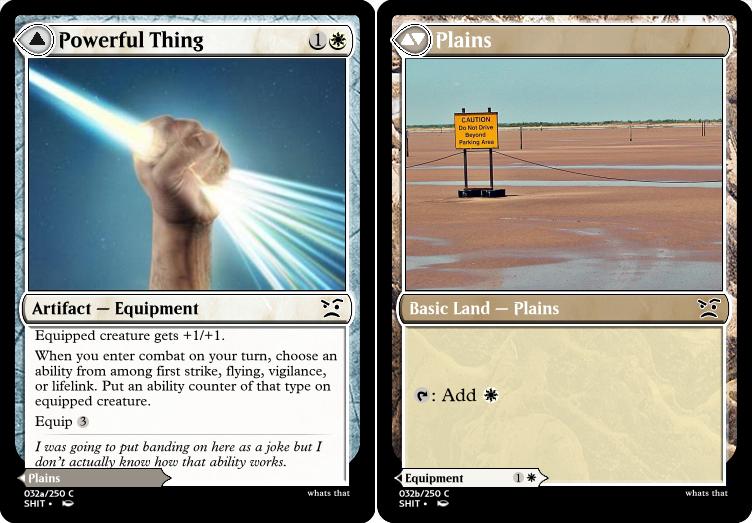 Powerful Thing 1
Artifact — Equipment
Equipped creature gets +1/+1.
When you enter combat on your turn, choose an
ability from among first strike, flying, vigilance,
or lifelink. Put an ability counter of that type on
equipped creature.
Equip 3
I was going to put banding on here as a joke but I
don't actually know how that ability works.
Plains
032a/250 C
SHIT •
whats that
Plains
CAUTION
Do Not Drive
Beyond
Parking Area
Basic Land — Plains
: Add
Equipment 1
032b/250 C
SHIT •
whats that